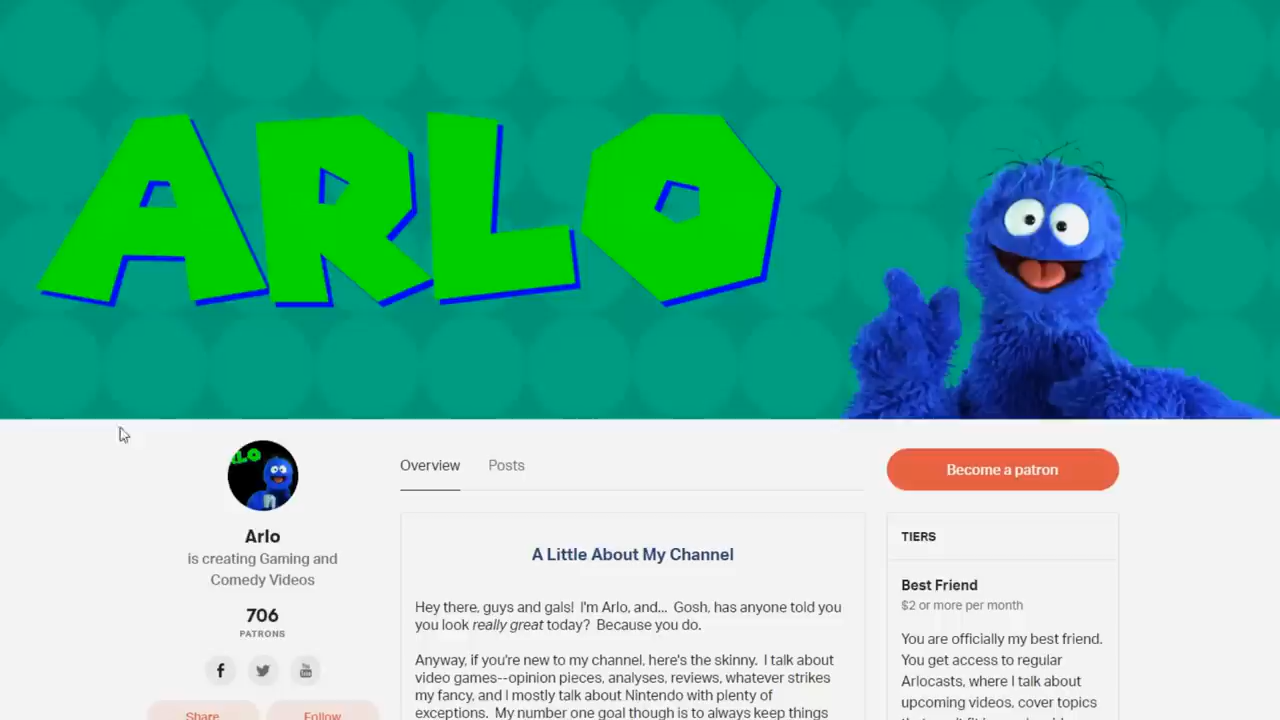 ARLO
Overview
Posts
Become a patron
Arlo
is creating Gaming and
Comedy Videos
706
PATRONS
Share
Follow
A Little About My Channel
Hey there, guys and gals!  I'm Arlo, and...  Gosh, has anyone told you
you look really great today?  Because you do.
Anyway, if you're new to my channel, here's the skinny.  I talk about
video games--opinion pieces, analyses, reviews, whatever strikes
my fancy, and I mostly talk about Nintendo with plenty of
exceptions.  My number one goal though is to always keep things
TIERS
Best Friend
$2 or more per month
You are officially my best friend.
You get access to regular
Arlocasts, where I talk about
upcoming videos, cover topics